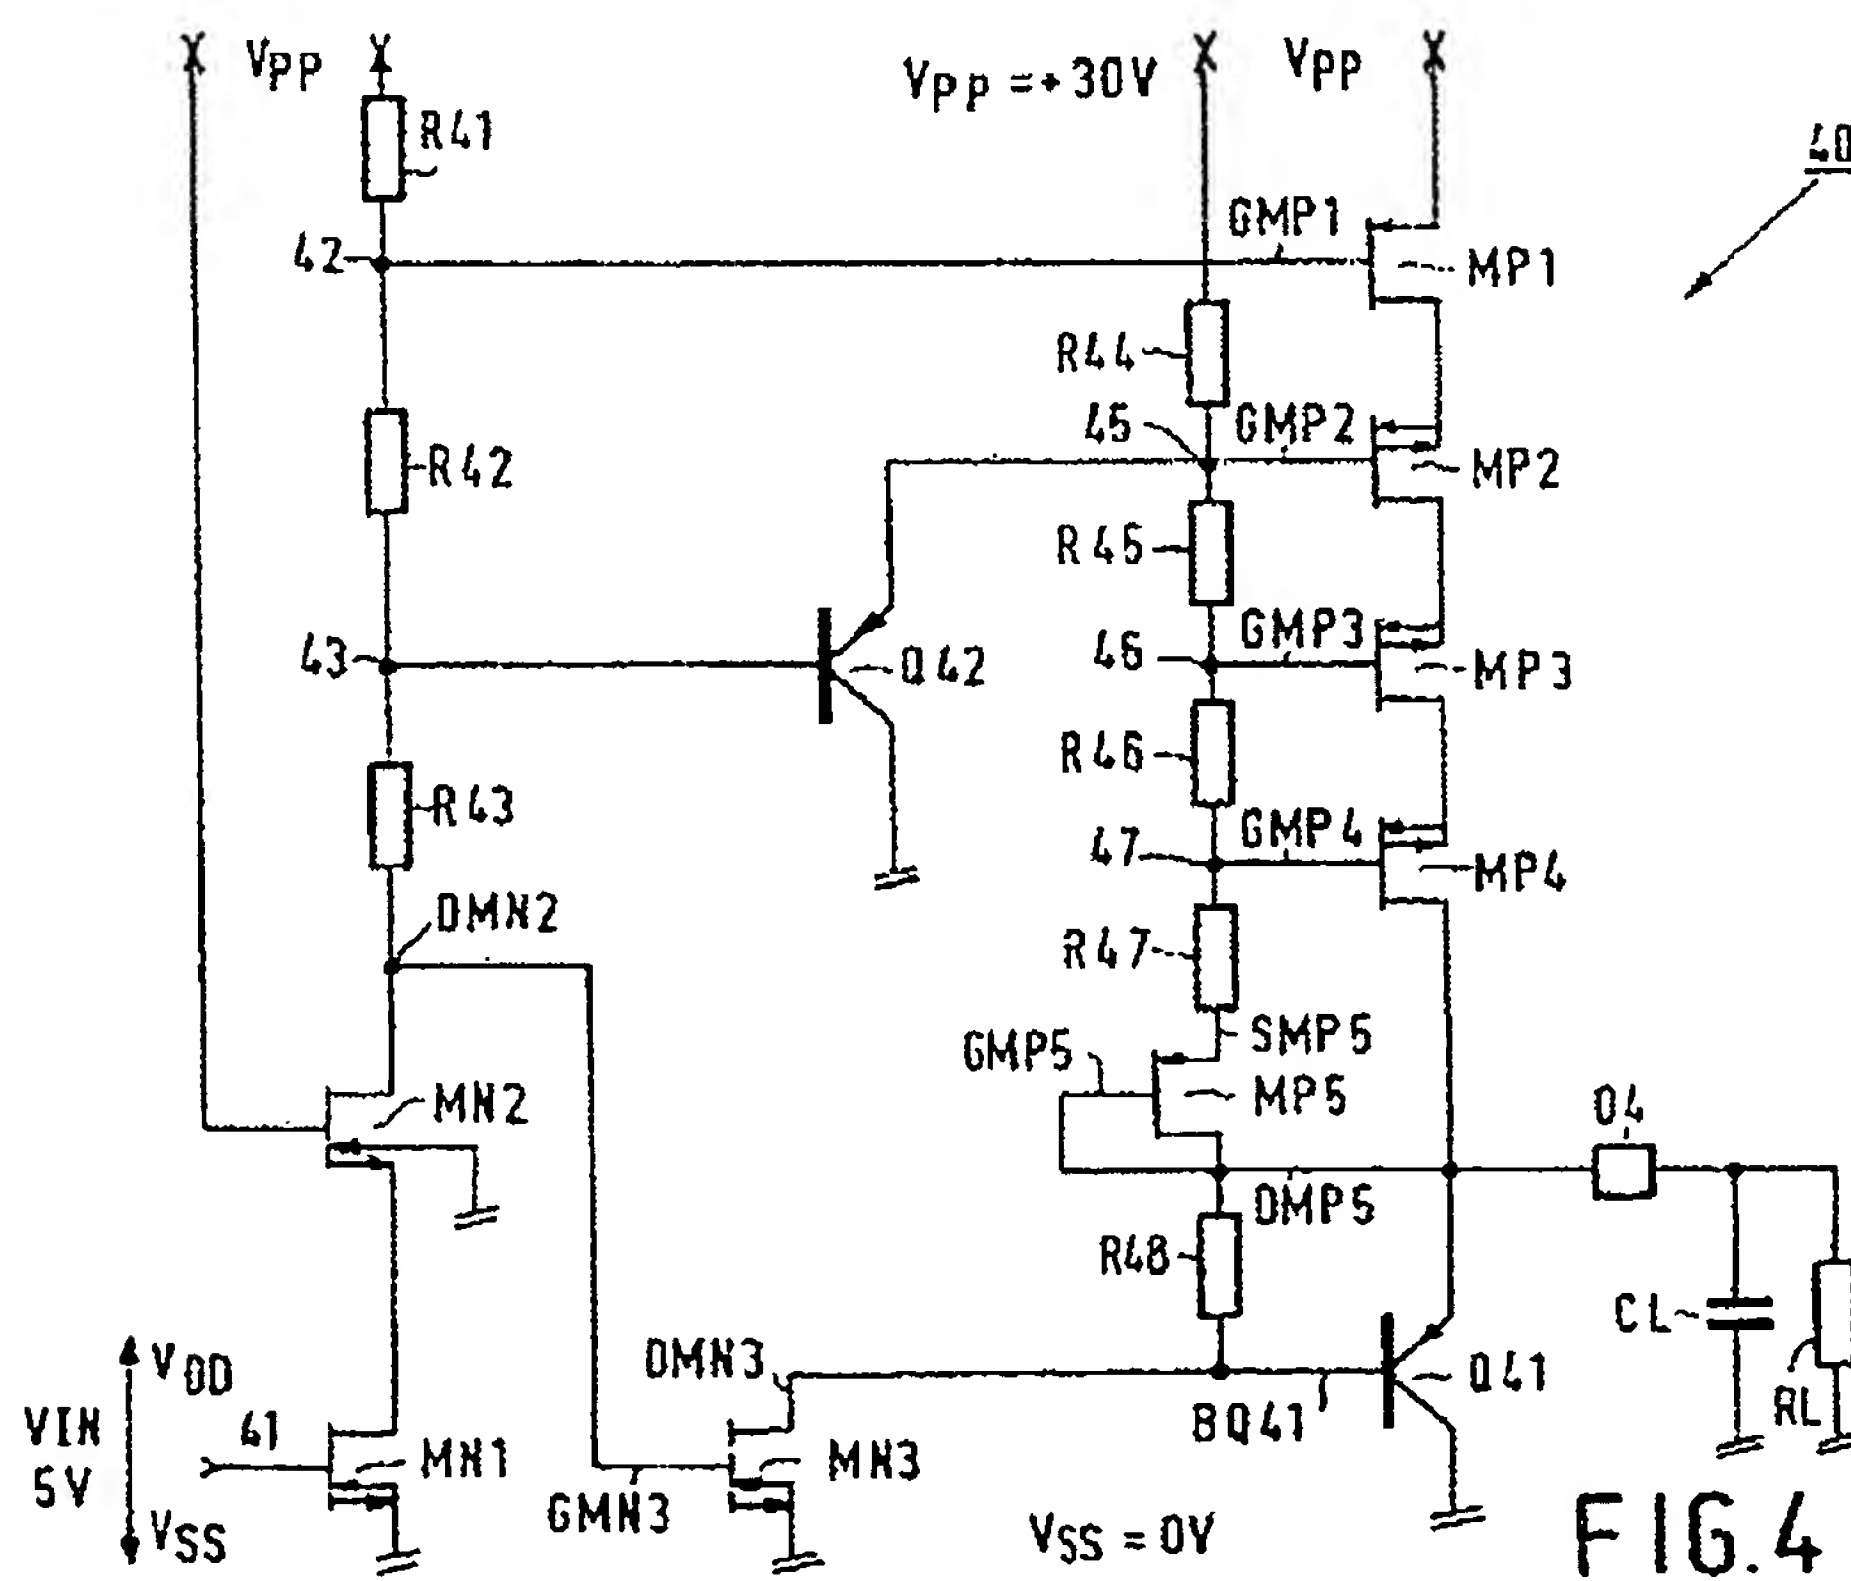 VPP
VPP = +30V
VPP
40
R41
GMP1
42
MP1
R44
45
GMP2
R42
MP2
R45
43
Q42
46
GMP3
MP3
R46
R43
47
GMP4
MP4
DMN2
R47
GMP5
SMP5
MN2
MP5
04
DMP5
R48
CL
RL
VDD
VIN
5V
VSS
41
MN1
DMN3
MN3
GMN3
BQ41
Q41
VSS = 0V
FIG.4